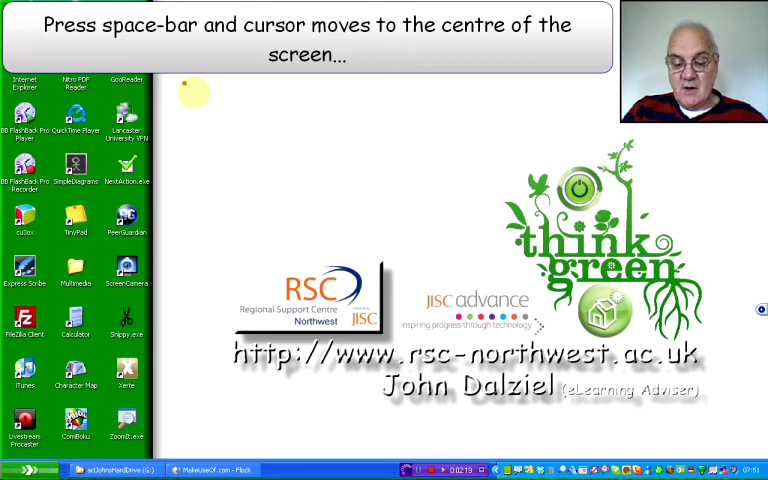 Press space-bar and cursor moves to the centre of the
screen...
Internet
Explorer
Nitro PDF
Reader
GooReader
BB FlashBack Pro
Player
QuickTime Player
Lancaster
University VPN
BB FlashBack Pro
Recorder
SimpleDiagrams
NextAction.exe
cu3ox
TinyPad
PeerGuardian
Express Scribe
Multimedia
ScreenCamera
FileZilla Client
Calculator
Snippy.exe
iTunes
Character Map
Xerte
Livestream
Procaster
ComiBoku
ZoomIt.exe
think
green
RSC
Regional Support Centre
Northwest
JISC
JISC advance
inspiring progress through technology
http://www.rsc-northwest.ac.uk
John Dalziel (eLearning Adviser)
acJohnsHardDrive (G:)
MakeUseOf.com - Flock
0:02:19
07:51